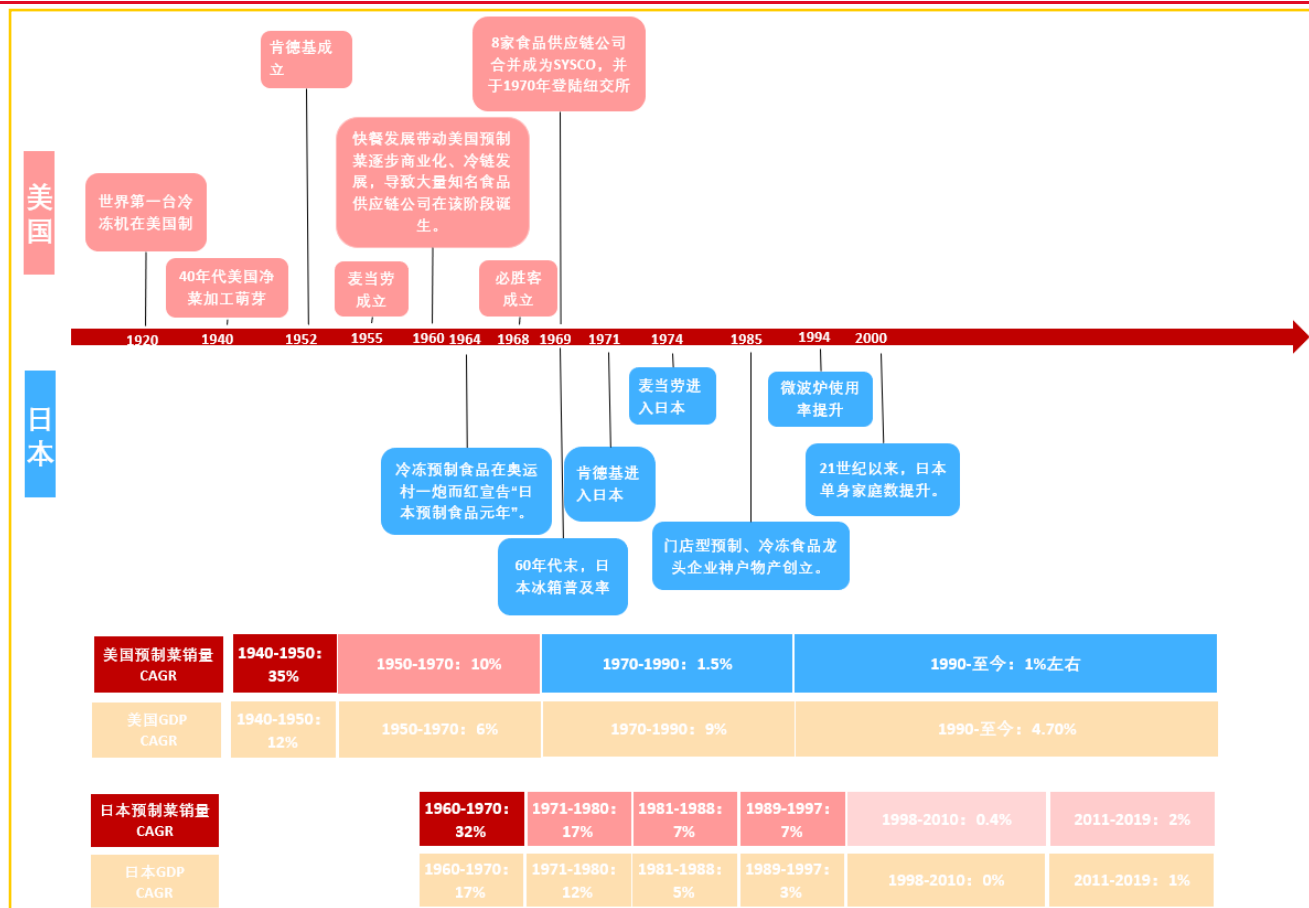 肯德基成
立
8家食品供应链公司
合并成为SYSCO，并
于1970年登陆纽交所
快餐发展带动美国预制
菜逐步商业化、冷链发
展，导致大量知名食品
供应链公司在该阶段诞
生。
美
国
世界第一台冷
冻机在美国制
40年代美国净
菜加工萌芽
麦当劳
成立
必胜客
成立
1920 1940 1952 1955 1960 1964 1968 1969 1971 1974 1985 1994 2000
日
本
麦当劳进
入日本
微波炉使用
率提升
冷冻预制食品在奥运
村一炮而红宣告“日
本预制食品元年”。
肯德基进
入日本
21世纪以来，日本
单身家庭数提升。
60年代末，日
本冰箱普及率
门店型预制、冷冻食品龙
头企业神户物产创立。
美国预制菜销量
CAGR
1940-1950：
35%
1950-1970：10%
1970-1990：1.5%
1990-至今：1%左右
美国GDP
CAGR
1940-1950：
12%
1950-1970：6%
1970-1990：9%
1990-至今：4.70%
日本预制菜销量
CAGR
1960-1970：
32%
1971-1980：
17%
1981-1988：
7%
1989-1997：
7%
1998-2010：0.4%
2011-2019：2%
日本GDP
CAGR
1960-1970：
17%
1971-1980：
12%
1981-1988：
5%
1989-1997：
3%
1998-2010：0%
2011-2019：1%